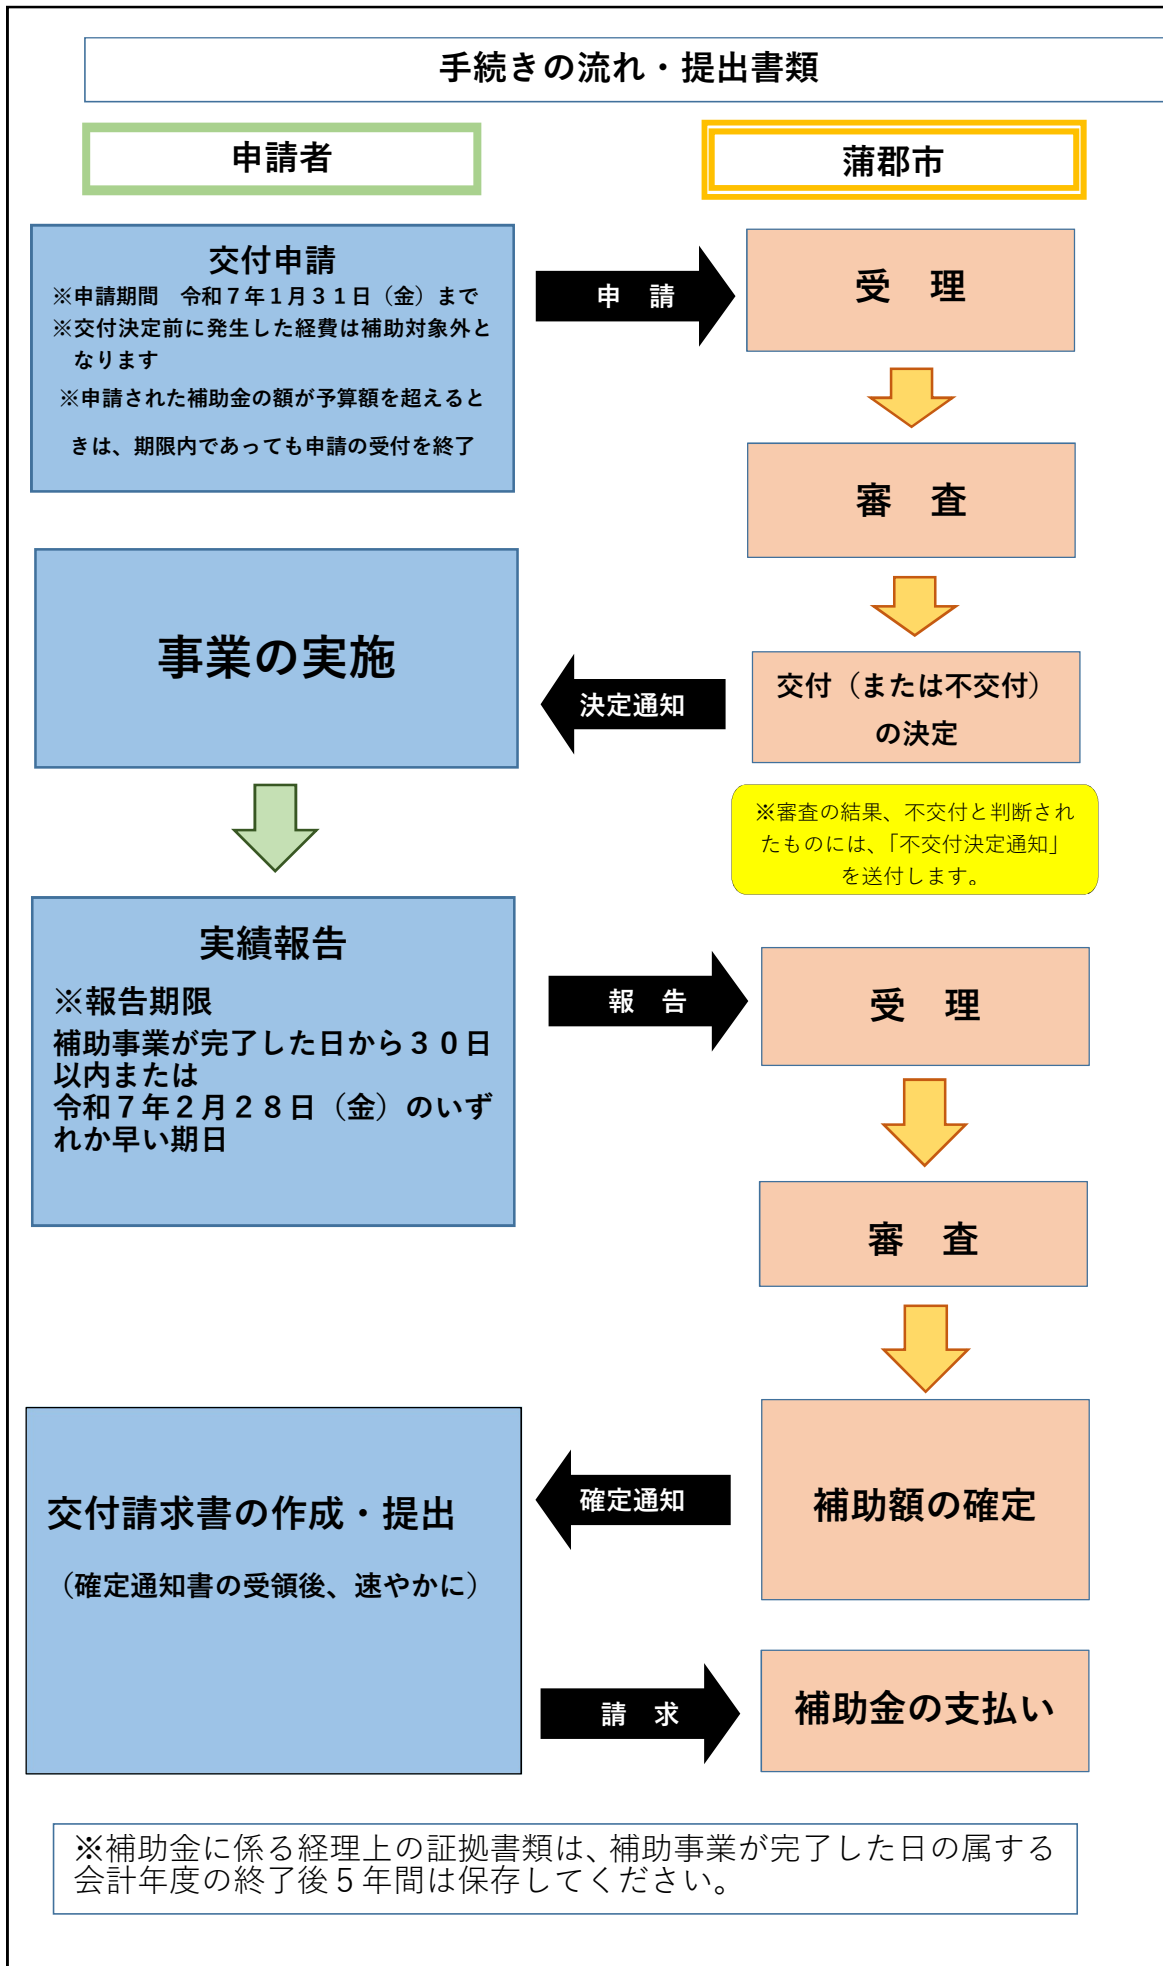 手続きの流れ・提出書類
申請者
蒲郡市
交付申請
※申請期間　令和７年１月３１日（金）まで
※交付決定前に発生した経費は補助対象外と
なります
※申請された補助金の額が予算額を超えると
きは、期限内であっても申請の受付を終了
申　請
受　理
審　査
事業の実施
決定通知
交付（または不交付）
の決定
※審査の結果、不交付と判断され
たものには、「不交付決定通知」
を送付します。
実績報告
※報告期限
補助事業が完了した日から３０日
以内または
令和７年２月２８日（金）のいず
れか早い期日
報　告
受　理
審　査
交付請求書の作成・提出
（確定通知書の受領後、速やかに）
確定通知
補助額の確定
請　求
補助金の支払い
※補助金に係る経理上の証拠書類は、補助事業が完了した日の属する
会計年度の終了後５年間は保存してください。